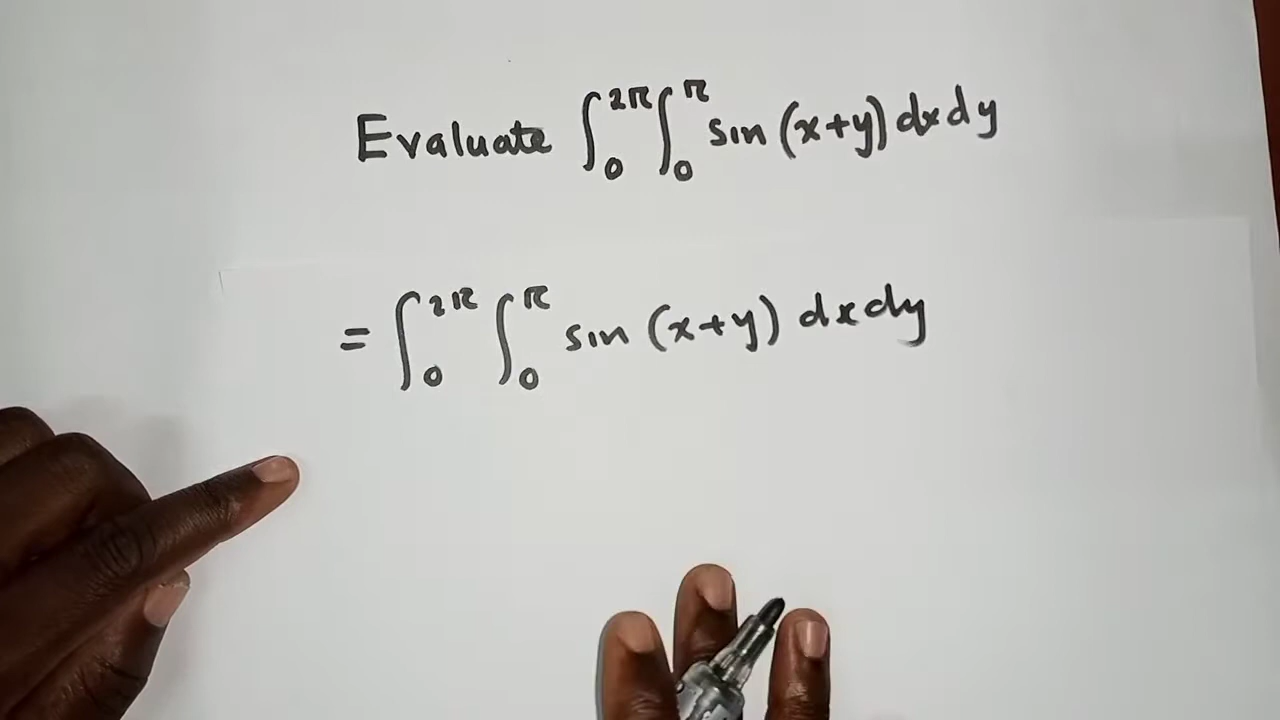 Evaluate ∫₀^2π ∫₀^π sin (x+y) dx dy
= ∫₀^2π ∫₀^π sin (x+y) dx dy